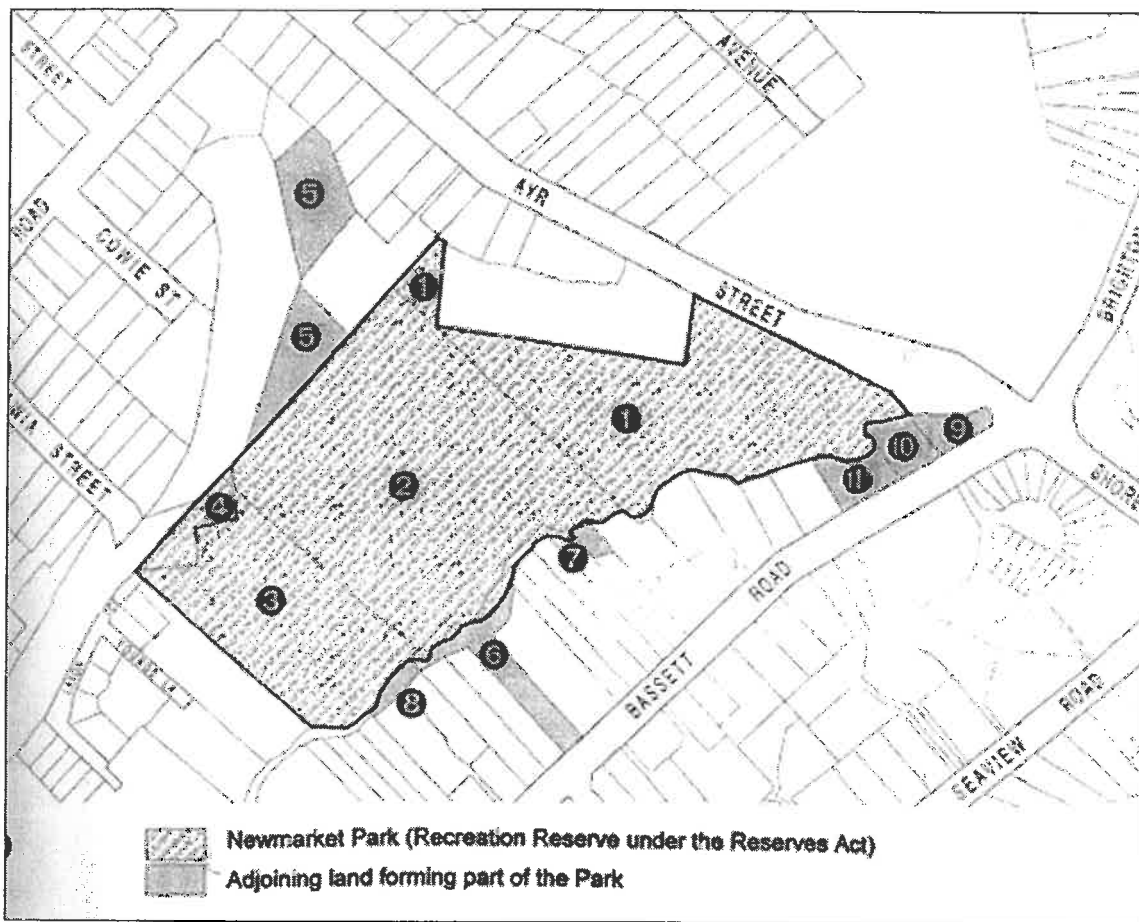 STREET
AVENUE
5
ROAD
COWIE ST
AYR
STREET
BRIGHTON
1
5
1
9
10
11
2
4
STREET
7
3
6
ROAD
8
BASSETT
ROAD
SEAVIEW
Newmarket Park (Recreation Reserve under the Reserves Act)
Adjoining land forming part of the Park